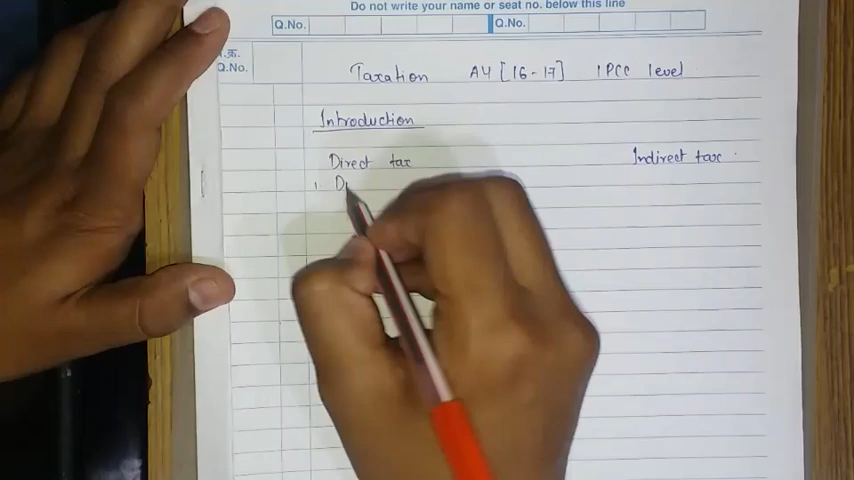 Do not write your name or seat no. below this line
Q.No. Q.No.
प्र.क्र.
Q.No.
Taxation AY [16-17] IPCC level
Introduction
Direct tax Indirect tax
1 D